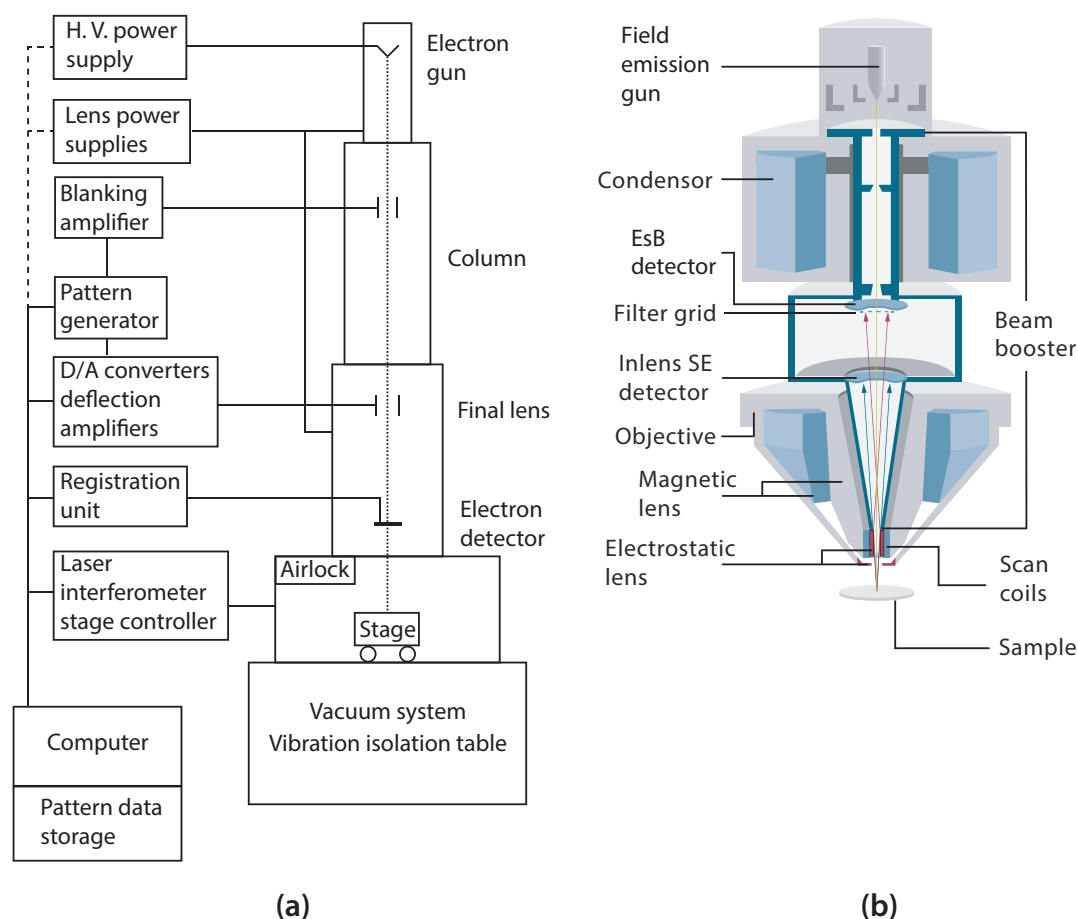 H. V. power
supply
Electron
gun
Lens power
supplies
Blanking
amplifier
Column
Pattern
generator
D/A converters
deflection
amplifiers
Final lens
Registration
unit
Electron
detector
Laser
interferometer
stage controller
Airlock
Stage
Vacuum system
Vibration isolation table
Computer
Pattern data
storage
(a)
Field
emission
gun
Condensor
EsB
detector
Filter grid
Beam
booster
Inlens SE
detector
Objective
Magnetic
lens
Electrostatic
lens
Scan
coils
Sample
(b)